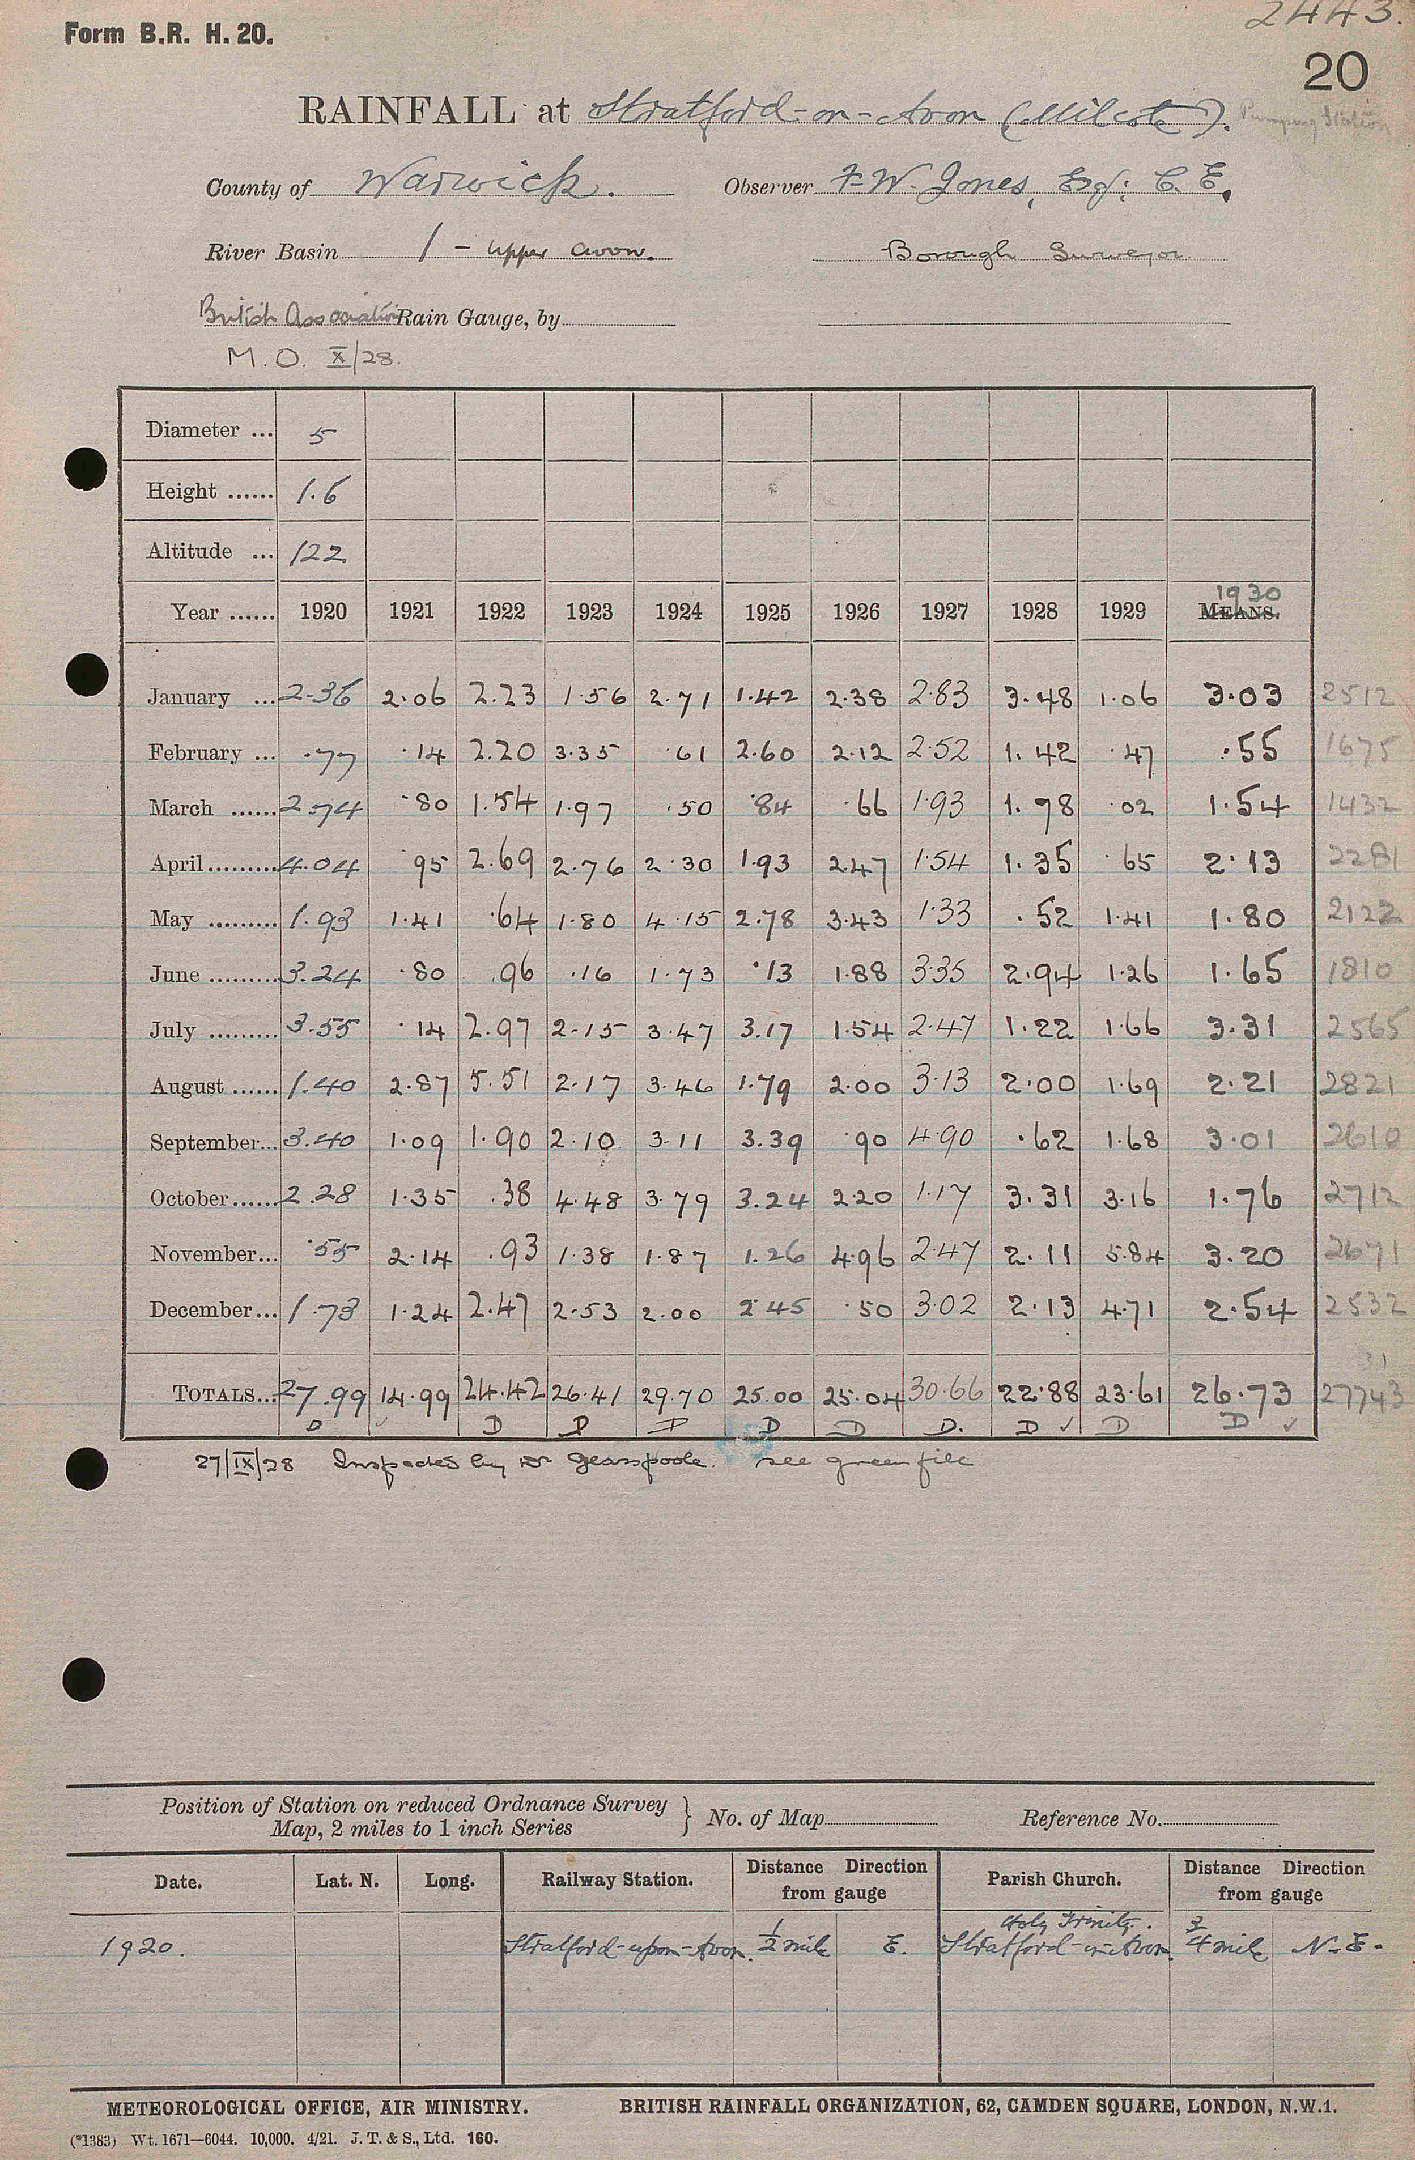 2443.
Form B.R. H. 20.
20
RAINFALL at Stratford-on-Avon (Milcote).
Pumping Station
County of Warwick. Observer F. W. Jones, Esq: C. E.
River Basin 1 - upper avon. Borough Surveyor
British Association Rain Gauge, by
M.O. X/28.
Diameter ... 5
Height ...... 1.6
Altitude ... 122
1930
Year ...... 1920 1921 1922 1923 1924 1925 1926 1927 1928 1929 MEANS.
January ... 2.36 2.06 2.23 1.56 2.71 1.42 2.38 2.83 3.48 1.06 3.03 2512
February ... .77 .14 2.20 3.35 .61 2.60 2.12 2.52 1.42 .47 .55 1675
March ...... 2.74 .80 1.54 1.97 .50 .84 .66 1.93 1.78 .02 1.54 1432
April ......... 4.04 .95 2.69 2.76 2.30 1.93 2.47 1.54 1.35 .65 2.13 2281
May ......... 1.93 1.41 .64 1.80 4.15 2.78 3.43 1.33 .52 1.41 1.80 2122
June ......... 3.24 .80 .96 .16 1.73 .13 1.88 3.35 2.94 1.26 1.65 1810
July ......... 3.55 .14 2.97 2.15 3.47 3.17 1.54 2.47 1.22 1.66 3.31 2565
August ...... 1.40 2.87 5.51 2.17 3.46 1.79 2.00 3.13 2.00 1.69 2.21 2821
September... 3.40 1.09 1.90 2.10 3.11 3.39 .90 4.90 .62 1.68 3.01 2610
October...... 2.28 1.35 .38 4.48 3.79 3.24 2.20 1.17 3.31 3.16 1.76 2712
November... .55 2.14 .93 1.38 1.87 1.26 4.96 2.47 2.11 5.84 3.20 2671
December... 1.73 1.24 2.47 2.53 2.00 2.45 .50 3.02 2.13 4.71 2.54 2532
31
TOTALS... 27.99 14.99 24.42 26.41 29.70 25.00 25.04 30.66 22.88 23.61 26.73 27743
D ✓ D D D D D D. D ✓ D D ✓
27/IX/28 Inspected by Dr Glasspoole. see green file
Position of Station on reduced Ordnance Survey
Map, 2 miles to 1 inch Series } No. of Map Reference No.
Date. Lat. N. Long. Railway Station. Distance Direction from gauge Parish Church. Distance Direction from gauge
Holy Trinity.
1920. Stratford-upon-Avon. 1/2 mile E. Stratford-on-Avon. 3/4 mile N.E.
METEOROLOGICAL OFFICE, AIR MINISTRY. BRITISH RAINFALL ORGANIZATION, 62, CAMDEN SQUARE, LONDON, N.W.1.
(*1383) Wt. 1671—6044. 10,000. 4/21. J. T. & S., Ltd. 160.